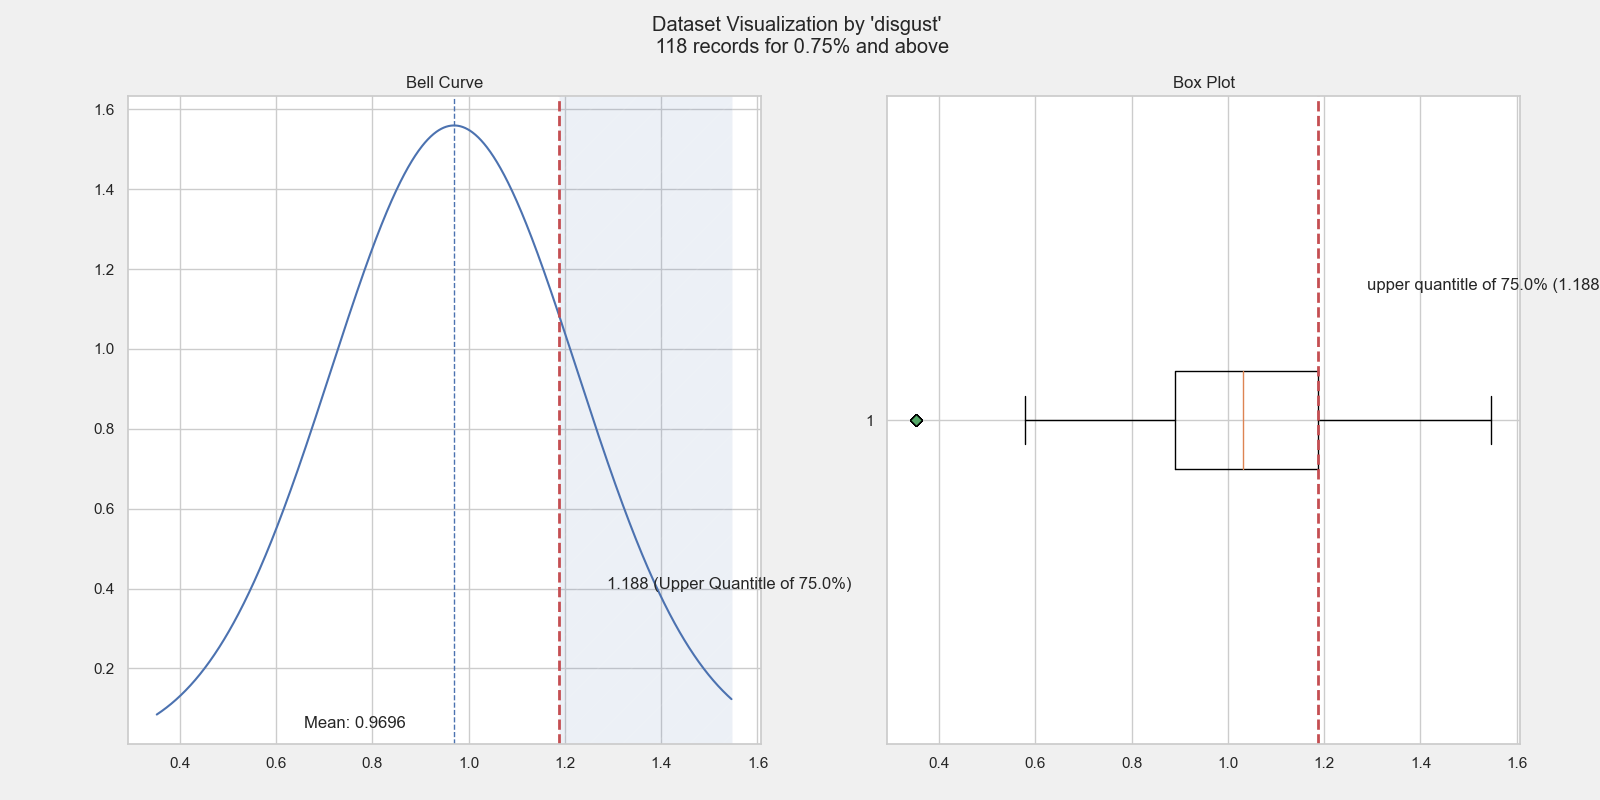 Dataset Visualization by 'disgust'
118 records for 0.75% and above
Bell Curve
1.6
1.4
1.2
1.0
0.8
0.6
0.4
0.2
1.188 (Upper Quantitle of 75.0%)
Mean: 0.9696
0.4 0.6 0.8 1.0 1.2 1.4 1.6
Box Plot
upper quantitle of 75.0% (1.188
1
0.4 0.6 0.8 1.0 1.2 1.4 1.6